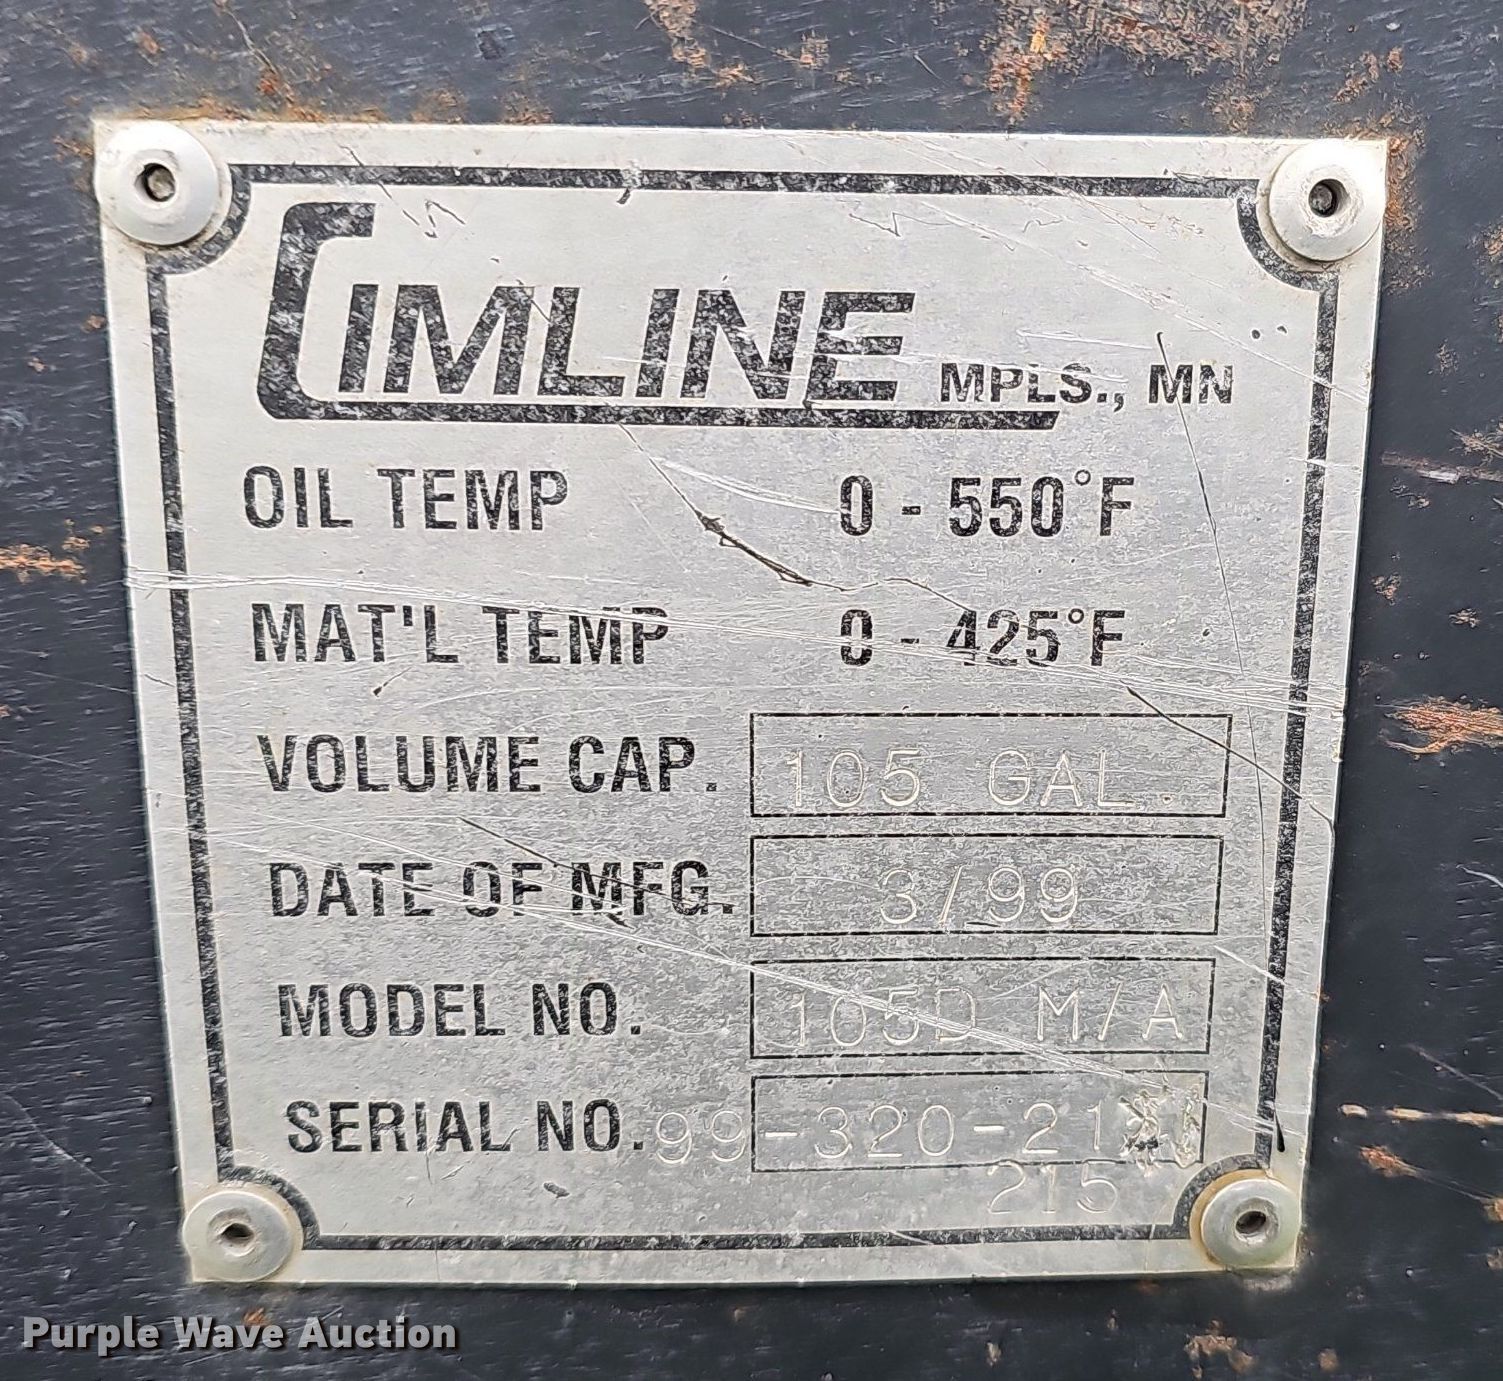 CIMLINE MPLS., MN
OIL TEMP 0 - 550°F
MAT'L TEMP 0 - 425°F
VOLUME CAP. 105 GAL.
DATE OF MFG. 3/99
MODEL NO. 105D M/A
SERIAL NO. 99-320-21
215
Purple Wave Auction